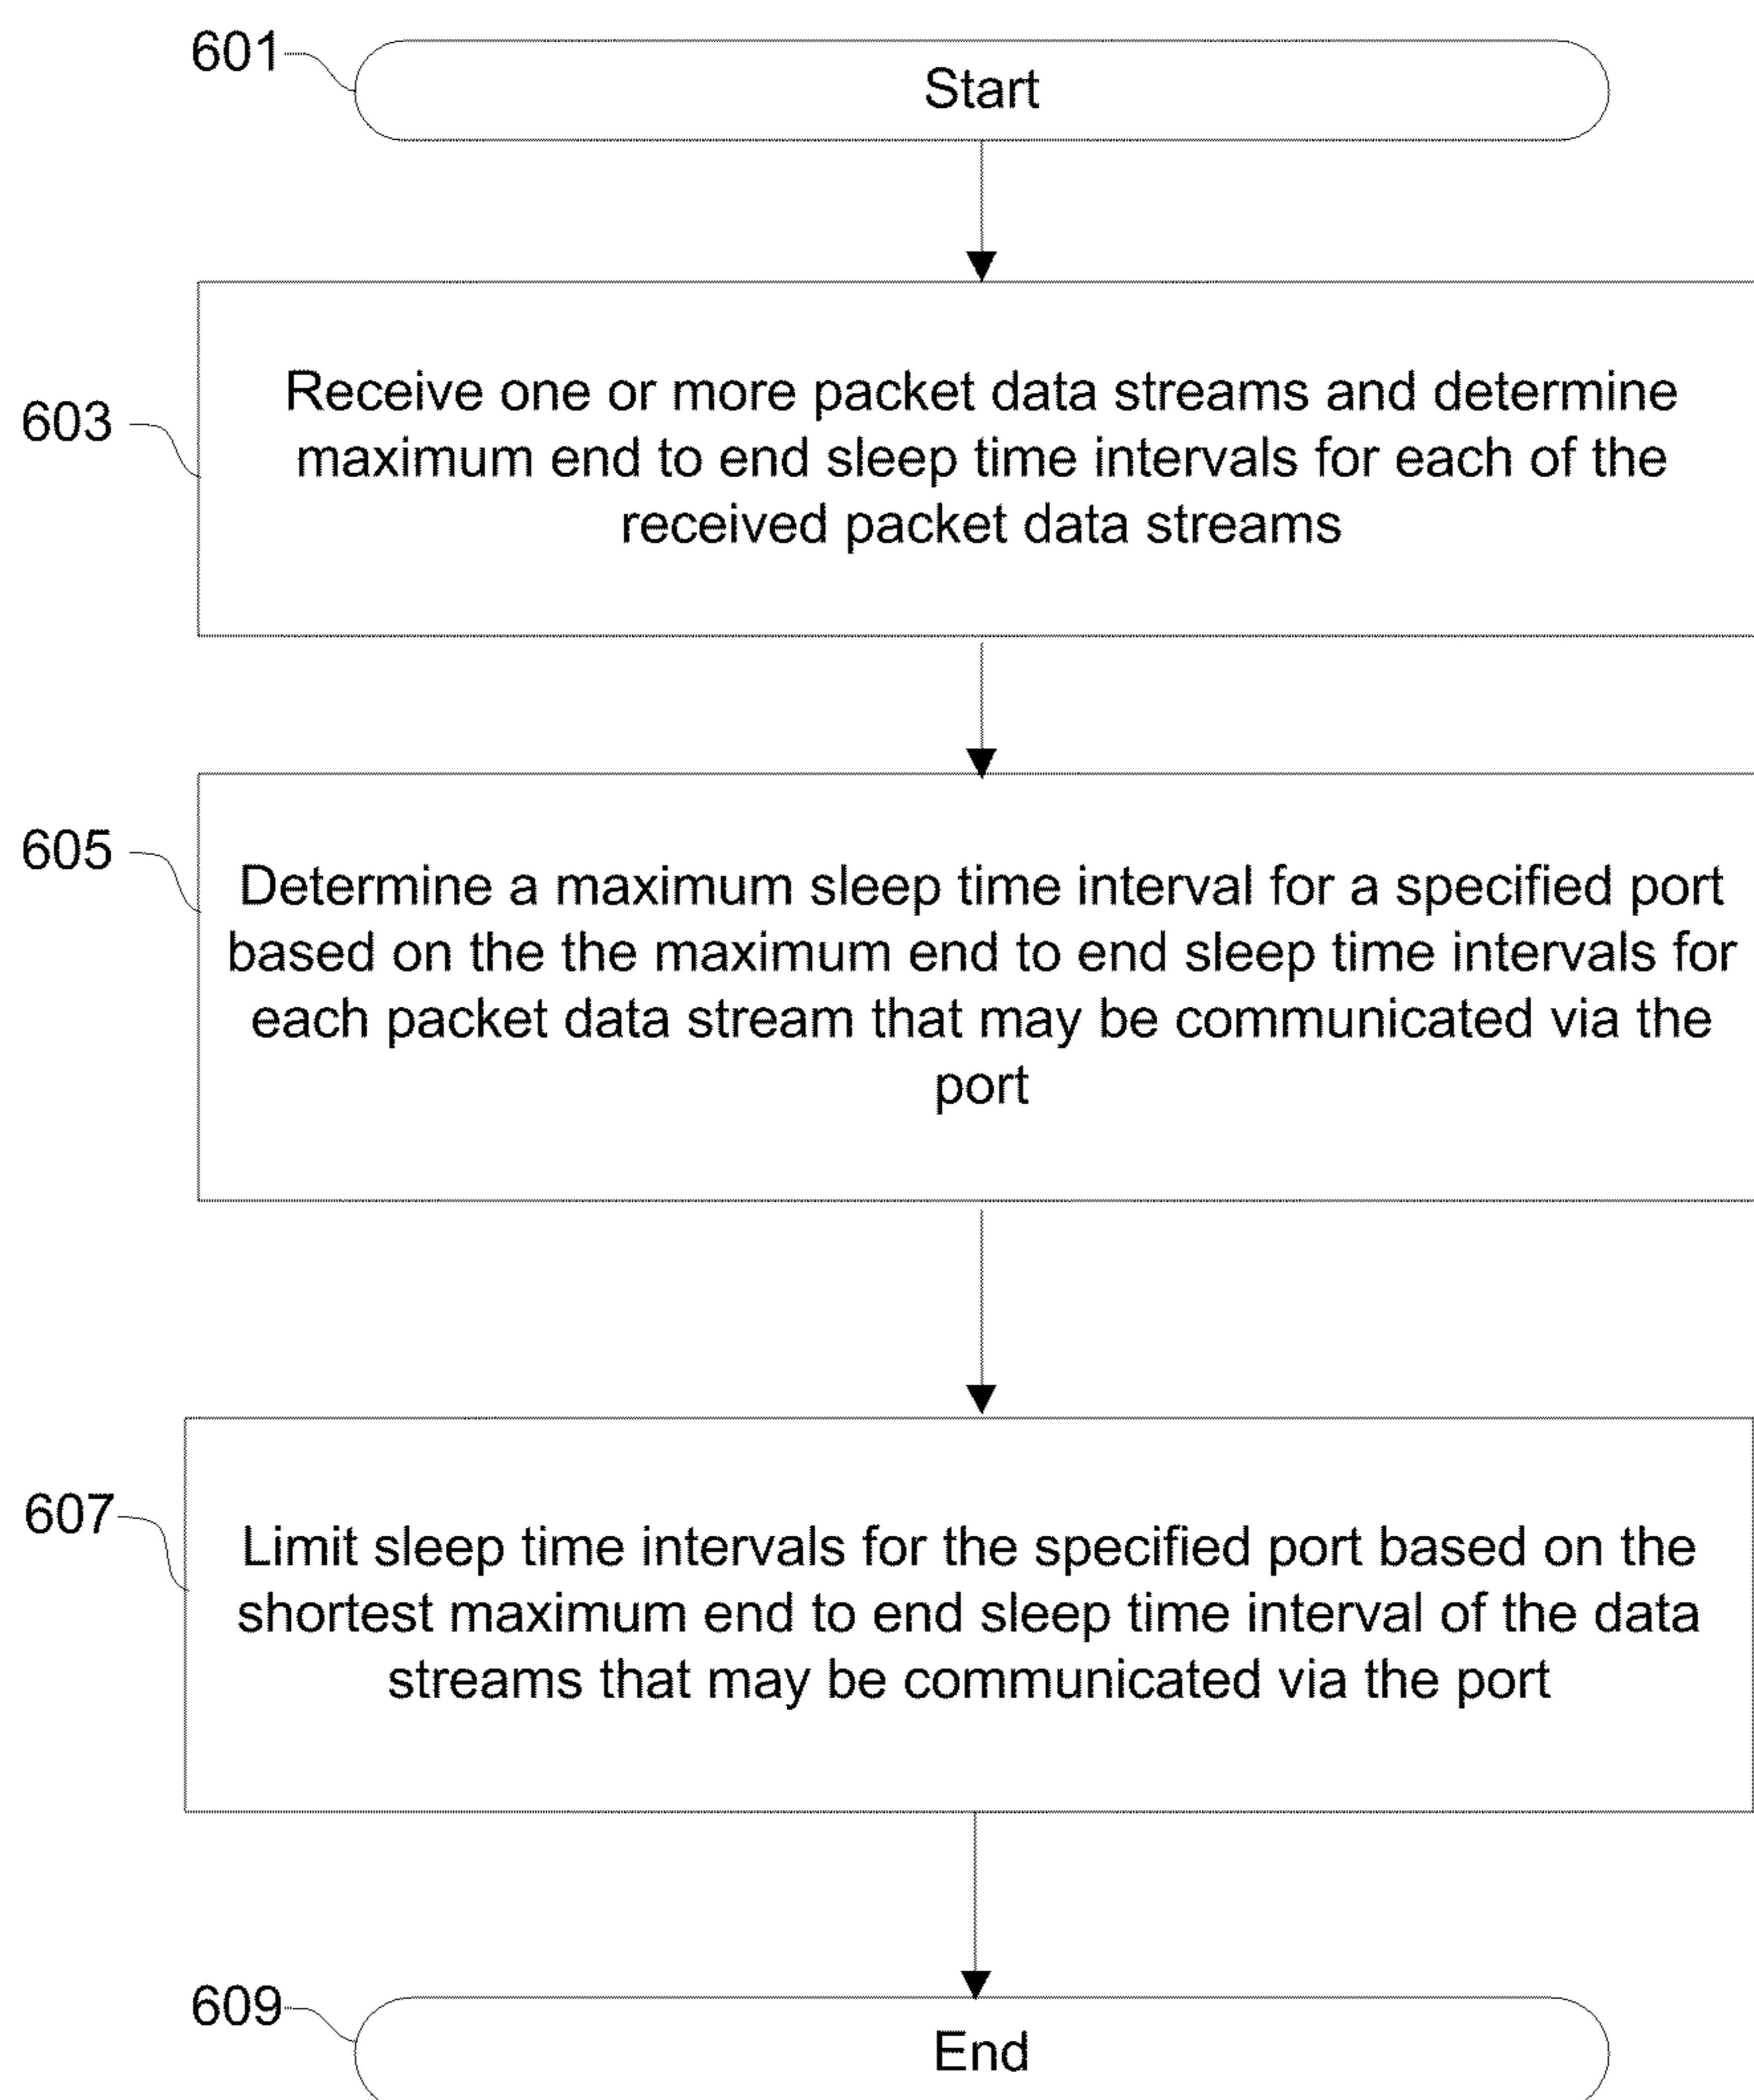 601
Start
603
Receive one or more packet data streams and determine
maximum end to end sleep time intervals for each of the
received packet data streams
605
Determine a maximum sleep time interval for a specified port
based on the the maximum end to end sleep time intervals for
each packet data stream that may be communicated via the
port
607
Limit sleep time intervals for the specified port based on the
shortest maximum end to end sleep time interval of the data
streams that may be communicated via the port
609
End